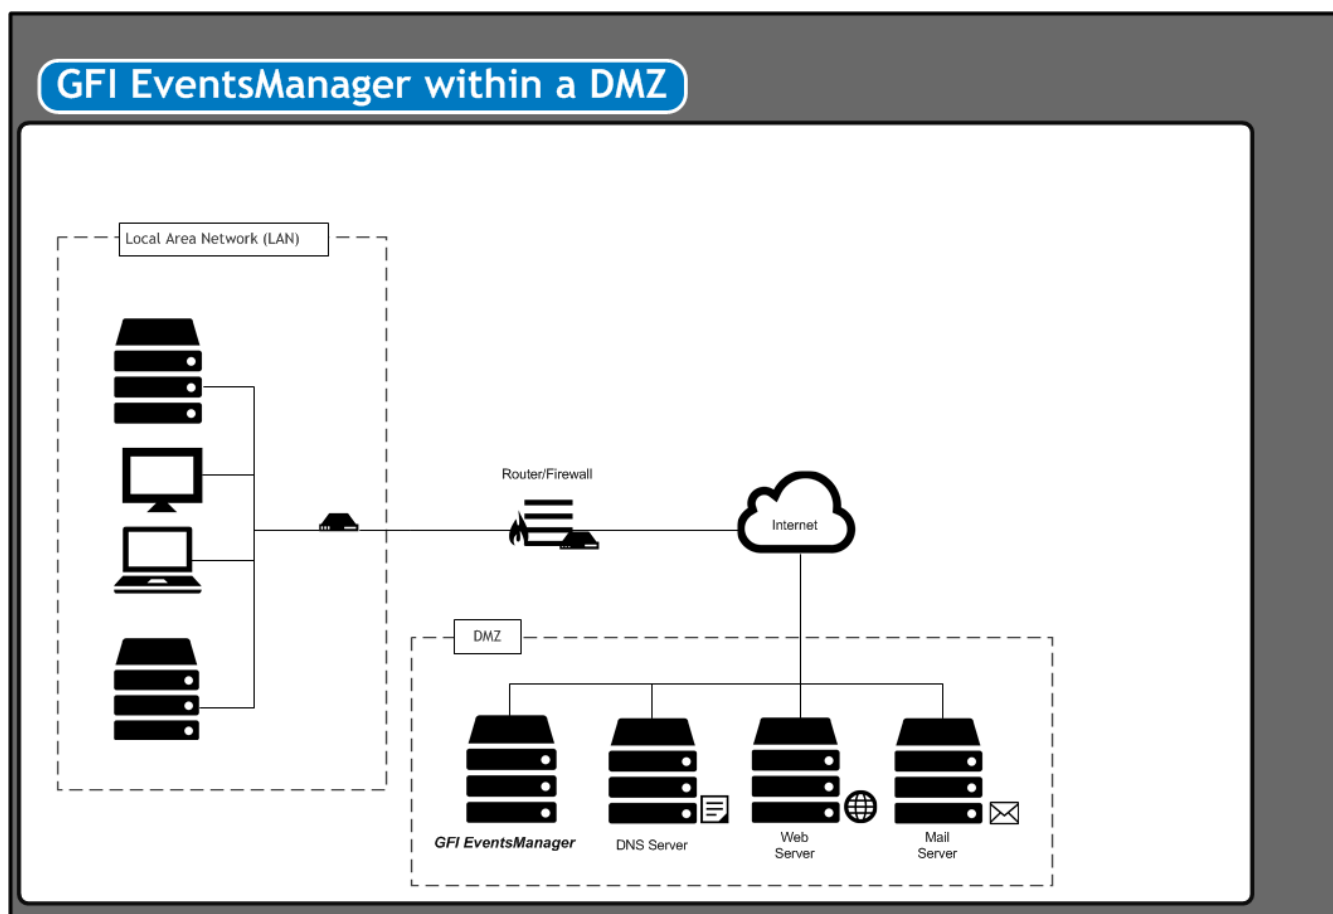 GFI EventsManager within a DMZ
Local Area Network (LAN)
Router/Firewall
Internet
DMZ
GFI EventsManager
DNS Server
Web
Server
Mail
Server